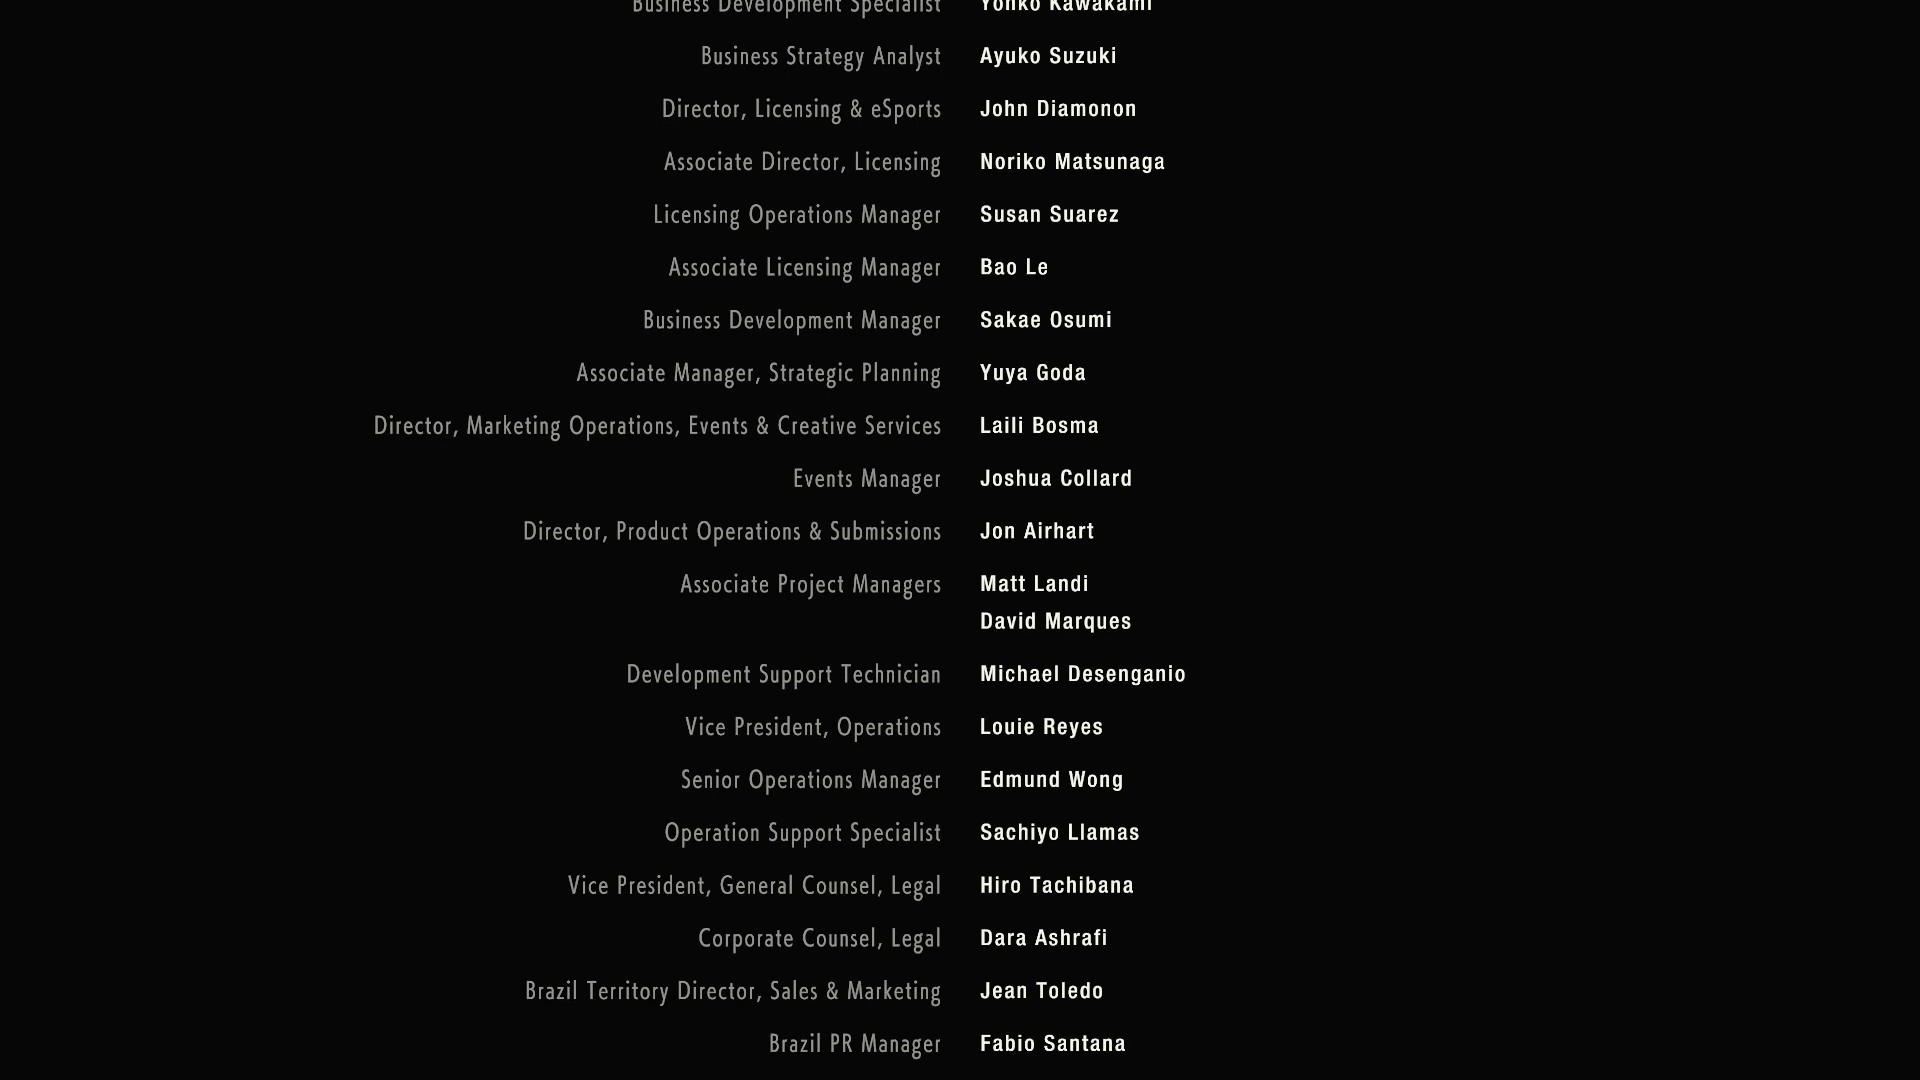 Business Development Specialist Yohko Kawakami
Business Strategy Analyst Ayuko Suzuki
Director, Licensing & eSports John Diamonon
Associate Director, Licensing Noriko Matsunaga
Licensing Operations Manager Susan Suarez
Associate Licensing Manager Bao Le
Business Development Manager Sakae Osumi
Associate Manager, Strategic Planning Yuya Goda
Director, Marketing Operations, Events & Creative Services Laili Bosma
Events Manager Joshua Collard
Director, Product Operations & Submissions Jon Airhart
Associate Project Managers Matt Landi
David Marques
Development Support Technician Michael Desenganio
Vice President, Operations Louie Reyes
Senior Operations Manager Edmund Wong
Operation Support Specialist Sachiyo Llamas
Vice President, General Counsel, Legal Hiro Tachibana
Corporate Counsel, Legal Dara Ashrafi
Brazil Territory Director, Sales & Marketing Jean Toledo
Brazil PR Manager Fabio Santana